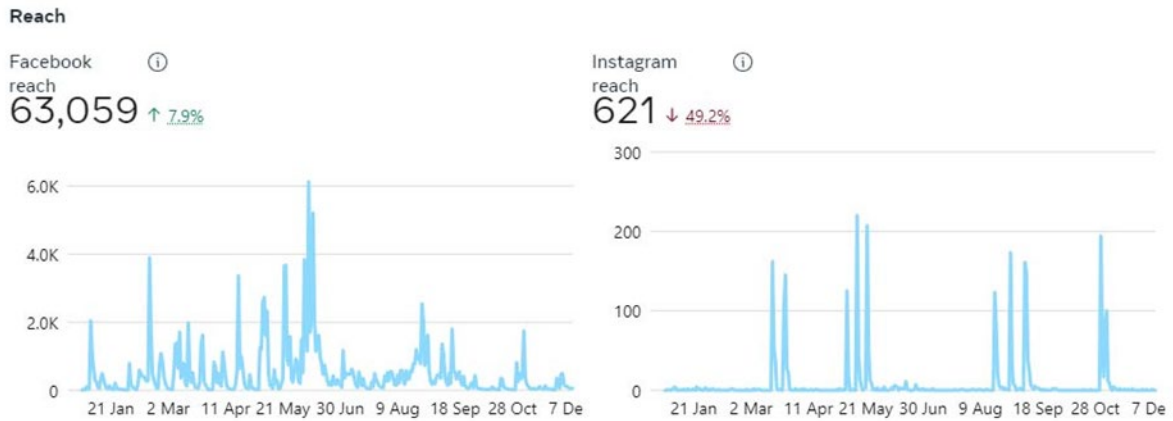 Reach
Facebook
reach
63,059 ↑ 7.9%
6.0K
4.0K
2.0K
0
21 Jan 2 Mar 11 Apr 21 May 30 Jun 9 Aug 18 Sep 28 Oct 7 De
Instagram
reach
621 ↓ 49.2%
300
200
100
0
21 Jan 2 Mar 11 Apr 21 May 30 Jun 9 Aug 18 Sep 28 Oct 7 De